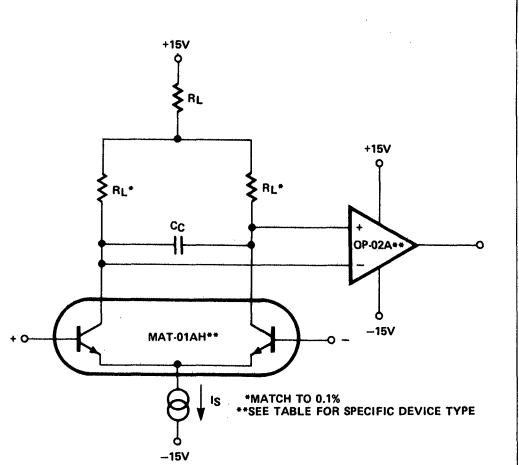 +15V
RL
+15V
RL*
RL*
CC
+
OP-02A**
−
−15V
+
MAT-01AH**
−
IS
*MATCH TO 0.1%
**SEE TABLE FOR SPECIFIC DEVICE TYPE
−15V